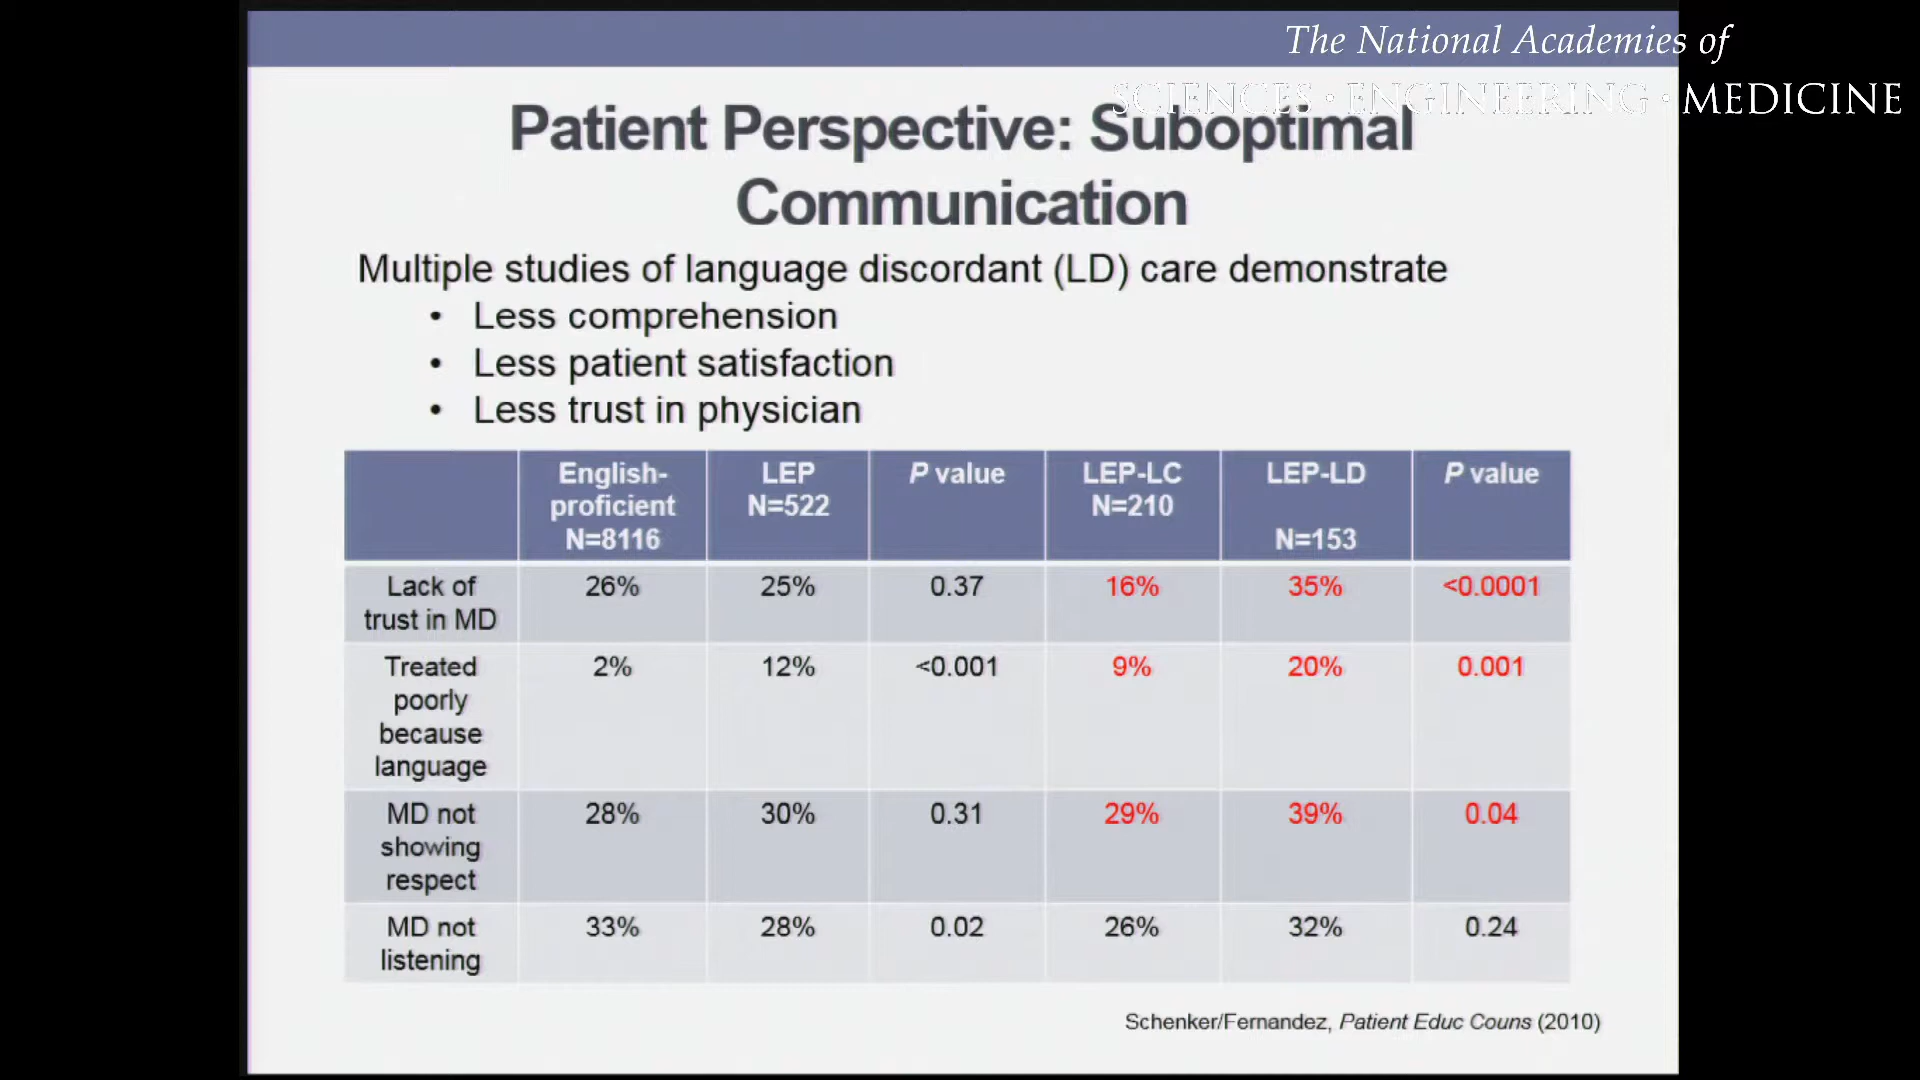 The National Academies of
SCIENCES · ENGINEERING · MEDICINE
Patient Perspective: Suboptimal
Communication
Multiple studies of language discordant (LD) care demonstrate
• Less comprehension
• Less patient satisfaction
• Less trust in physician
English-proficient N=8116 LEP N=522 P value LEP-LC N=210 LEP-LD N=153 P value
Lack of trust in MD 26% 25% 0.37 16% 35% <0.0001
Treated poorly because language 2% 12% <0.001 9% 20% 0.001
MD not showing respect 28% 30% 0.31 29% 39% 0.04
MD not listening 33% 28% 0.02 26% 32% 0.24
Schenker/Fernandez, Patient Educ Couns (2010)